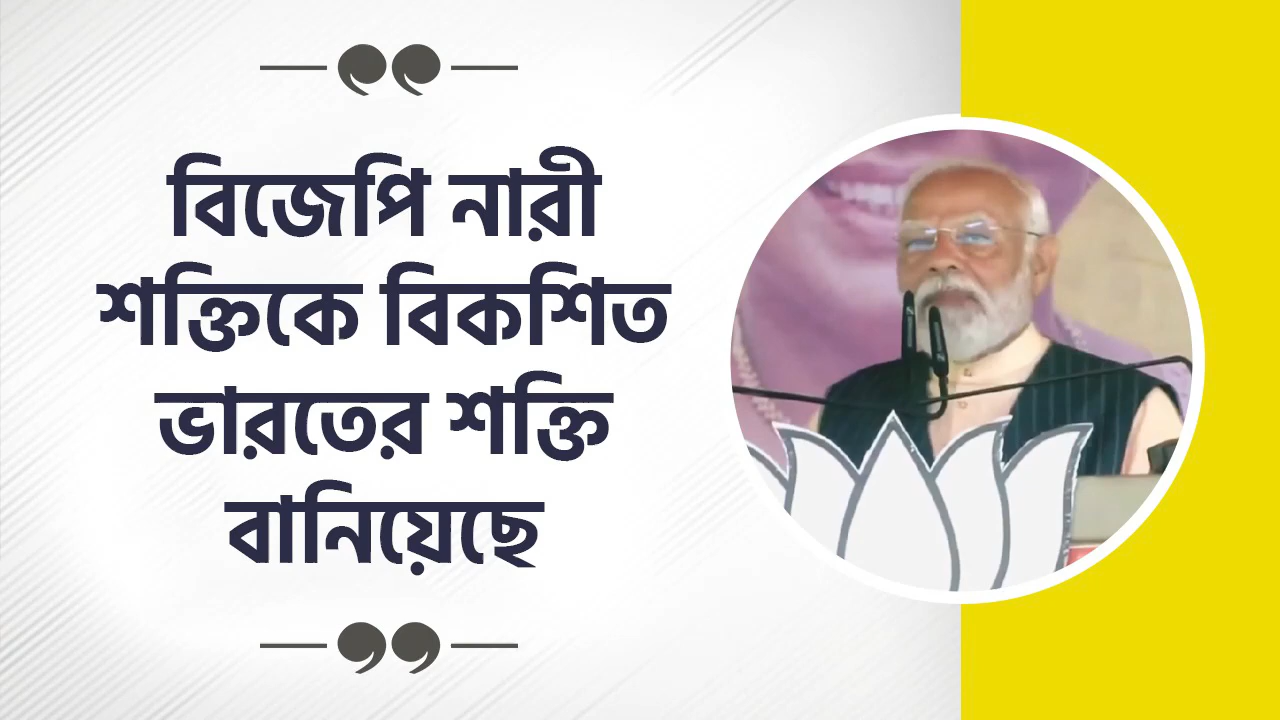 বিজেপি নারী
শক্তিকে বিকশিত
ভারতের শক্তি
বানিয়েছে